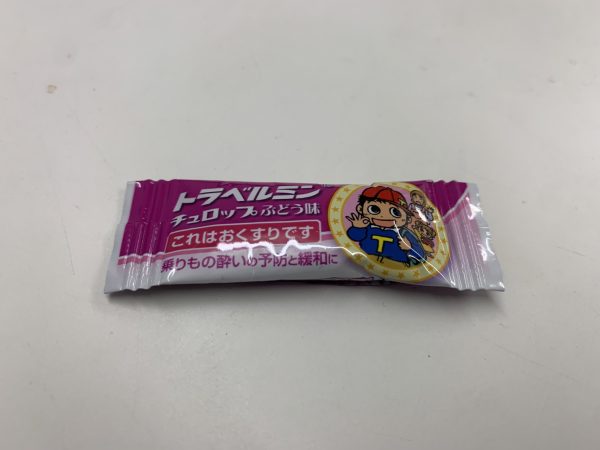 トラベルミン
チュロップぶどう味
これはおくすりです
乗りもの酔いの予防と緩和に
T